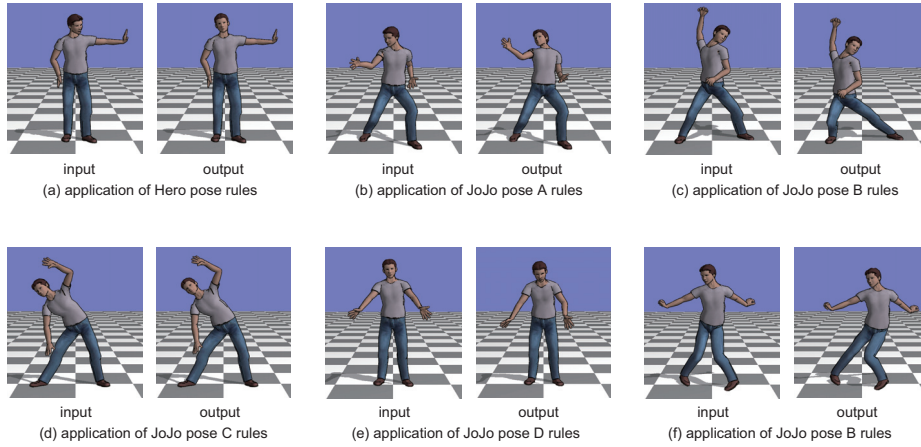 input output input output input output
(a) application of Hero pose rules (b) application of JoJo pose A rules (c) application of JoJo pose B rules
input output input output input output
(d) application of JoJo pose C rules (e) application of JoJo pose D rules (f) application of JoJo pose B rules